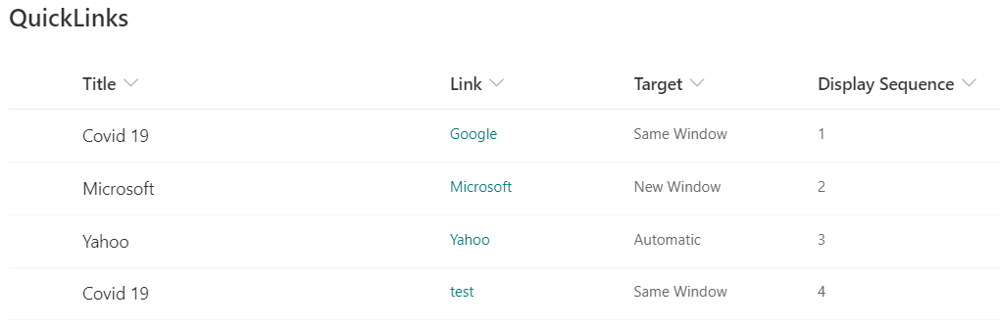 QuickLinks
Title Link Target Display Sequence
Covid 19 Google Same Window 1
Microsoft Microsoft New Window 2
Yahoo Yahoo Automatic 3
Covid 19 test Same Window 4